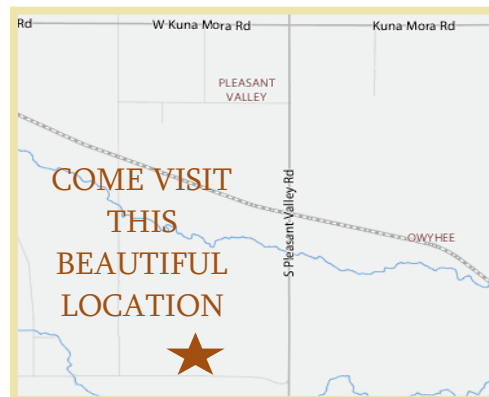 Rd
W Kuna Mora Rd
Kuna Mora Rd
PLEASANT
VALLEY
S Pleasant Valley Rd
OWYHEE
COME VISIT
THIS
BEAUTIFUL
LOCATION